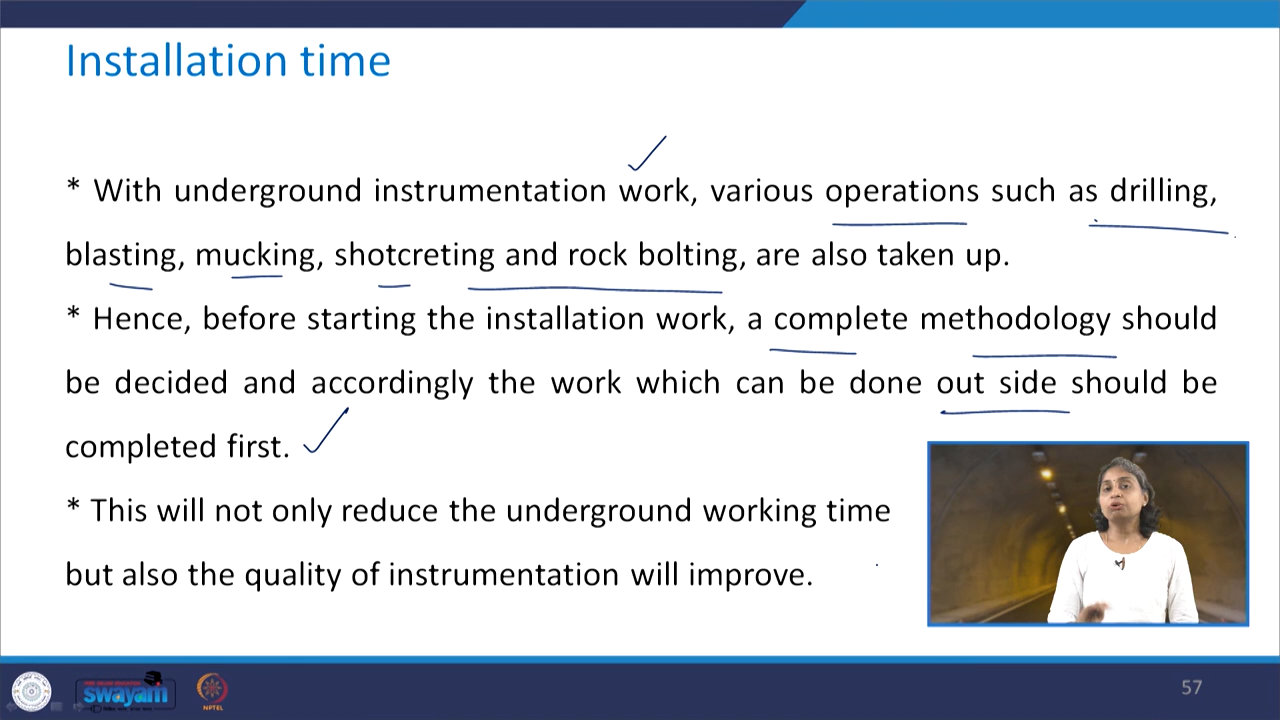 Installation time
* With underground instrumentation work, various operations such as drilling,
blasting, mucking, shotcreting and rock bolting, are also taken up.
* Hence, before starting the installation work, a complete methodology should
be decided and accordingly the work which can be done out side should be
completed first.
* This will not only reduce the underground working time
but also the quality of instrumentation will improve.
swayam
NPTEL
57